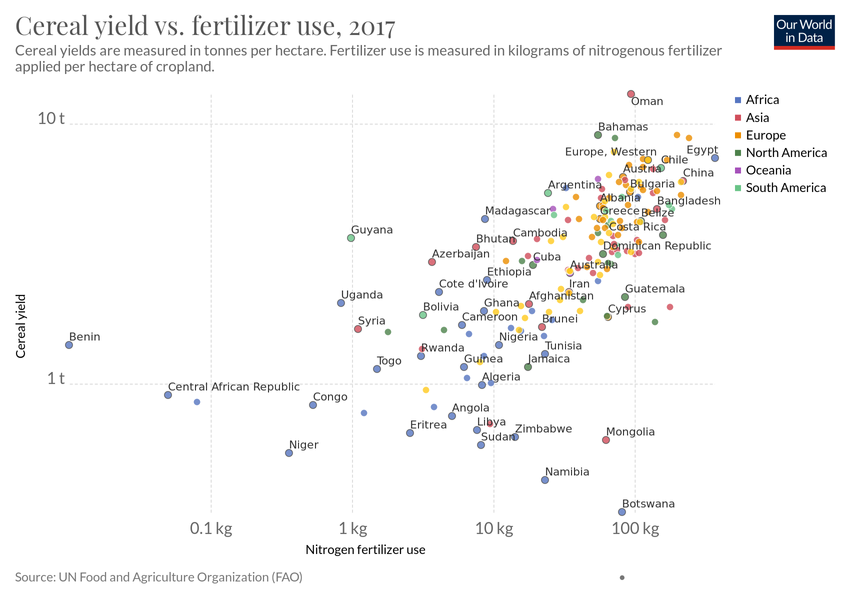 Cereal yield vs. fertilizer use, 2017
Our World
in Data
Cereal yields are measured in tonnes per hectare. Fertilizer use is measured in kilograms of nitrogenous fertilizer
applied per hectare of cropland.
Africa
Asia
Europe
North America
Oceania
South America
Oman
10 t
Bahamas
Europe, Western
Egypt
Chile
Austria
China
Argentina
Bulgaria
Albania
Bangladesh
Madagascar
Greece
Belize
Guyana
Bhutan
Cambodia
Costa Rica
Azerbaijan
Cuba
Dominican Republic
Ethiopia
Australia
Cote d'Ivoire
Iran
Uganda
Afghanistan
Guatemala
Bolivia
Ghana
Cyprus
Syria
Cameroon
Brunei
Benin
Nigeria
Rwanda
Tunisia
Togo
Guinea
Jamaica
1 t
Central African Republic
Algeria
Congo
Angola
Eritrea
Libya
Zimbabwe
Mongolia
Sudan
Niger
Namibia
Botswana
Cereal yield
0.1 kg
1 kg
10 kg
100 kg
Nitrogen fertilizer use
Source: UN Food and Agriculture Organization (FAO)